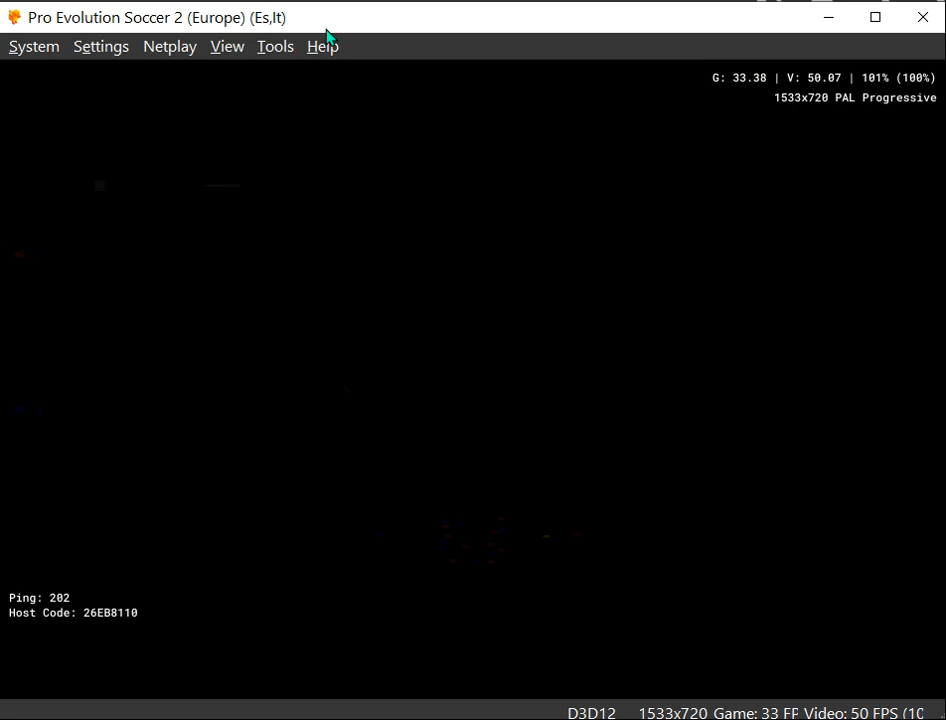 Pro Evolution Soccer 2 (Europe) (Es,It)
System Settings Netplay View Tools Help
G: 33.38 | V: 50.07 | 101% (100%)
1533x720 PAL Progressive
Ping: 202
Host Code: 26EB8110
D3D12 1533x720 Game: 33 FP Video: 50 FPS (10